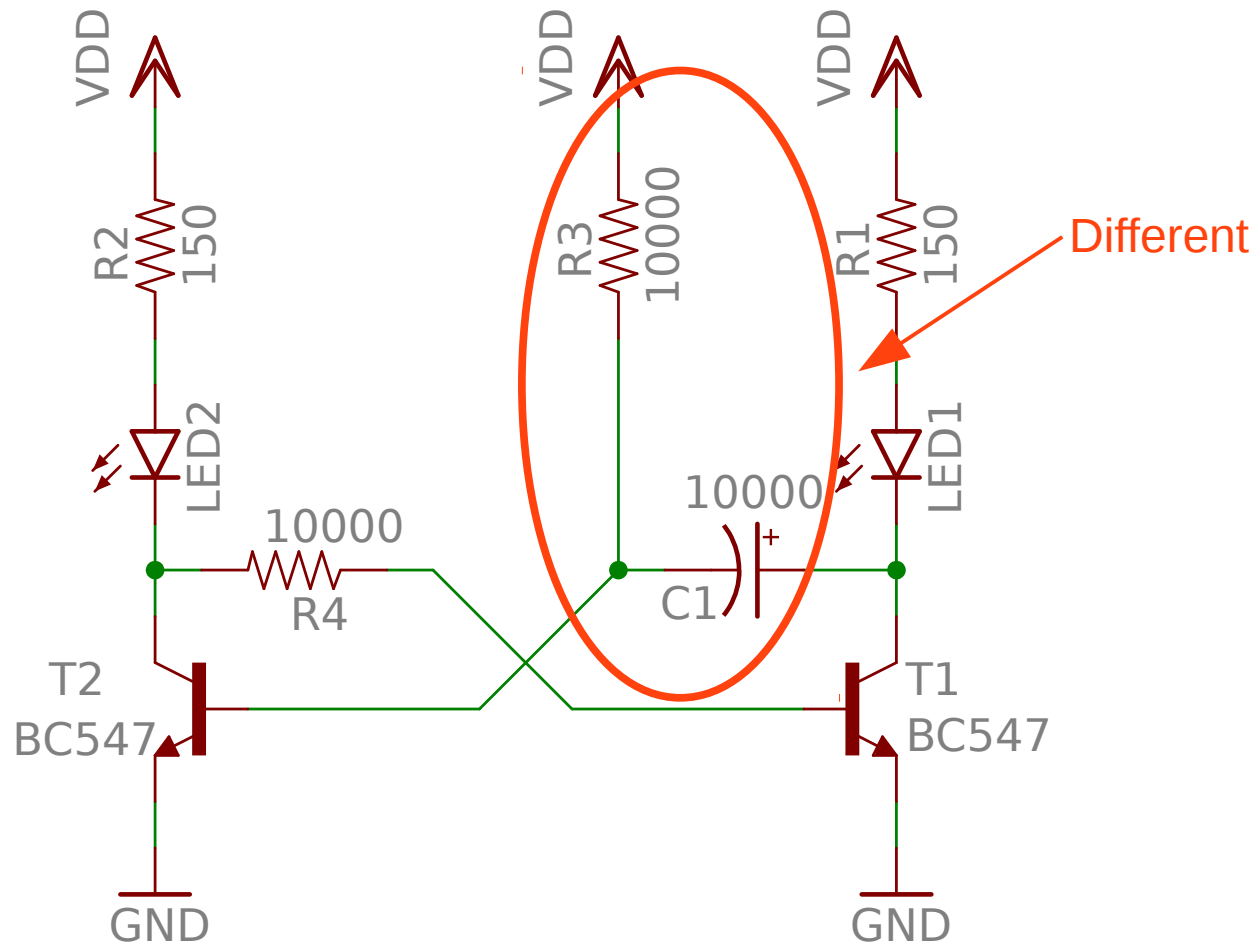 VDD
VDD
VDD
R2
150
R3
10000
R1
150
Different
LED2
LED1
10000
R4
10000
+
C1
T2
BC547
T1
BC547
GND
GND